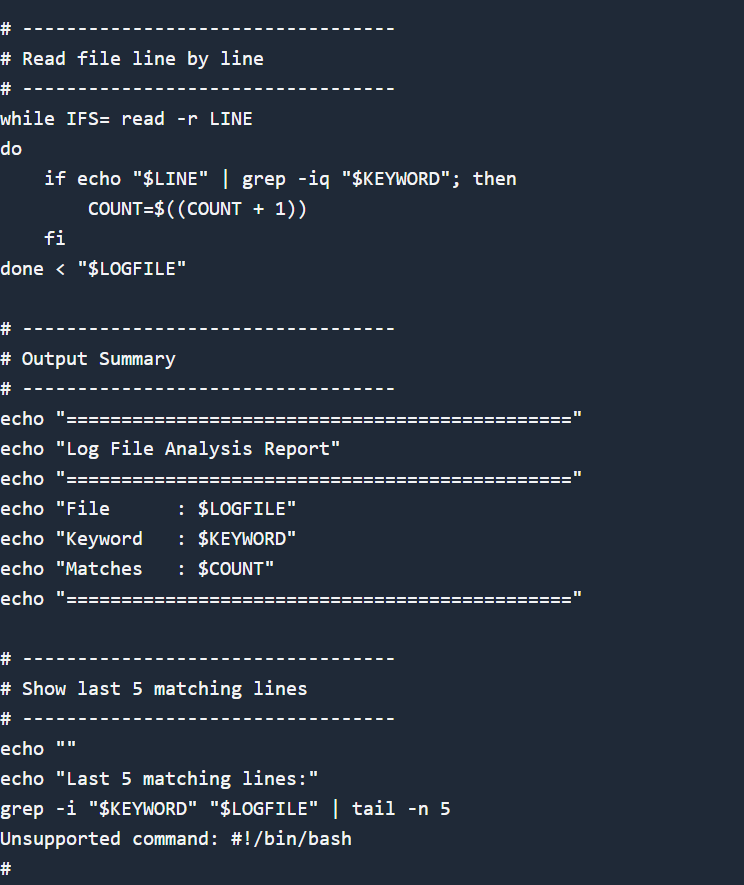 # ----------------------------------
# Read file line by line
# ----------------------------------
while IFS= read -r LINE
do
    if echo "$LINE" | grep -iq "$KEYWORD"; then
        COUNT=$((COUNT + 1))
    fi
done < "$LOGFILE"

# ----------------------------------
# Output Summary
# ----------------------------------
echo "=============================================="
echo "Log File Analysis Report"
echo "=============================================="
echo "File      : $LOGFILE"
echo "Keyword   : $KEYWORD"
echo "Matches   : $COUNT"
echo "=============================================="

# ----------------------------------
# Show last 5 matching lines
# ----------------------------------
echo ""
echo "Last 5 matching lines:"
grep -i "$KEYWORD" "$LOGFILE" | tail -n 5
Unsupported command: #!/bin/bash
#